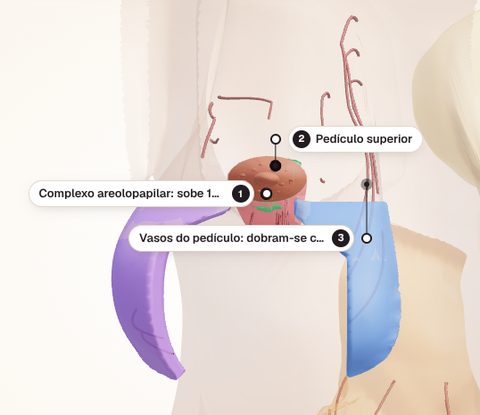 2 Pedículo superior
Complexo areolopapilar: sobe 1... 1
Vasos do pedículo: dobram-se c... 3